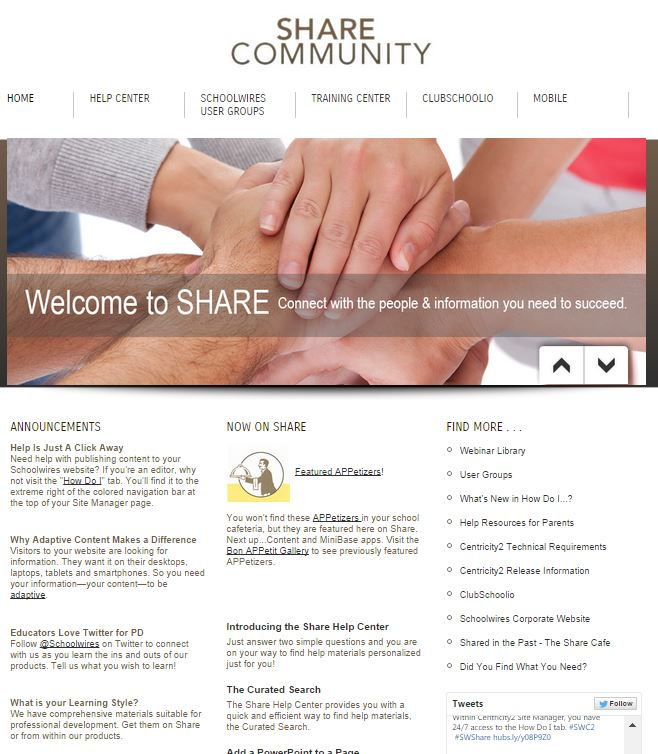 SHARE
COMMUNITY
HOME
HELP CENTER
SCHOOLWIRES
USER GROUPS
TRAINING CENTER
CLUBSCHOOLIO
MOBILE
Welcome to SHARE Connect with the people & information you need to succeed.
ANNOUNCEMENTS
Help Is Just A Click Away
Need help with publishing content to your
Schoolwires website? If you're an editor, why
not visit the "How Do I" tab. You'll find it to the
extreme right of the colored navigation bar at
the top of your Site Manager page.
Why Adaptive Content Makes a Difference
Visitors to your website are looking for
information. They want it on their desktops,
laptops, tablets and smartphones. So you need
your information—your content—to be
adaptive.
Educators Love Twitter for PD
Follow @Schoolwires on Twitter to connect
with us as you learn the ins and outs of our
products. Tell us what you wish to learn!
What is your Learning Style?
We have comprehensive materials suitable for
professional development. Get them on Share
or from within our products.
NOW ON SHARE
Featured APPetizers!
You won't find these APPetizers in your school
cafeteria, but they are featured here on Share.
Next up...Content and MiniBase apps. Visit the
Bon APPetit Gallery to see previously featured
APPetizers.
Introducing the Share Help Center
Just answer two simple questions and you are
on your way to find help materials personalized
just for you!
The Curated Search
The Share Help Center provides you with a
quick and efficient way to find help materials,
the Curated Search.
Add a PowerPoint to a Page
FIND MORE . . .
Webinar Library
User Groups
What's New in How Do I...?
Help Resources for Parents
Centricity2 Technical Requirements
Centricity2 Release Information
ClubSchoolio
Schoolwires Corporate Website
Shared in the Past - The Share Cafe
Did You Find What You Need?
Tweets
Follow
Within Centricity2 Site Manager, you have
24/7 access to the How Do I tab. #SWC2
#SWShare hubs.ly/y08P9Z0